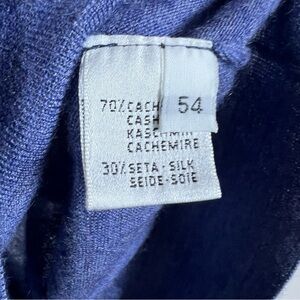 70%CACH
54
CASH
KASCHMIR
CACHEMIRE
30%SETA-SILK
SEIDE-SOIE